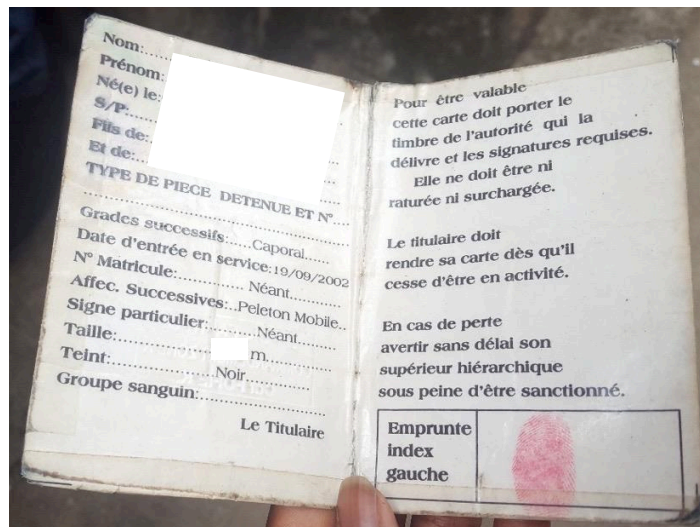 Nom:......
Prénom:
Né(e) le:
S/P:......
Fils de:
Et de:...
TYPE DE PIECE DETENUE ET N°...
Grades successifs:.....Caporal......
Date d'entrée en service:19/09/2002
N° Matricule:............ Néant............
Affec. Successives:..Peleton Mobile..
Signe particulier:..........Néant..........
Taille:.................. m...............
Teint:....................Noir...............
Groupe sanguin:.........................
Le Titulaire
Pour être valable
cette carte doit porter le
timbre de l'autorité qui la
délivre et les signatures requises.
Elle ne doit être ni
raturée ni surchargée.
Le titulaire doit
rendre sa carte dès qu'il
cesse d'être en activité.
En cas de perte
avertir sans délai son
supérieur hiérarchique
sous peine d'être sanctionné.
Emprunte
index
gauche